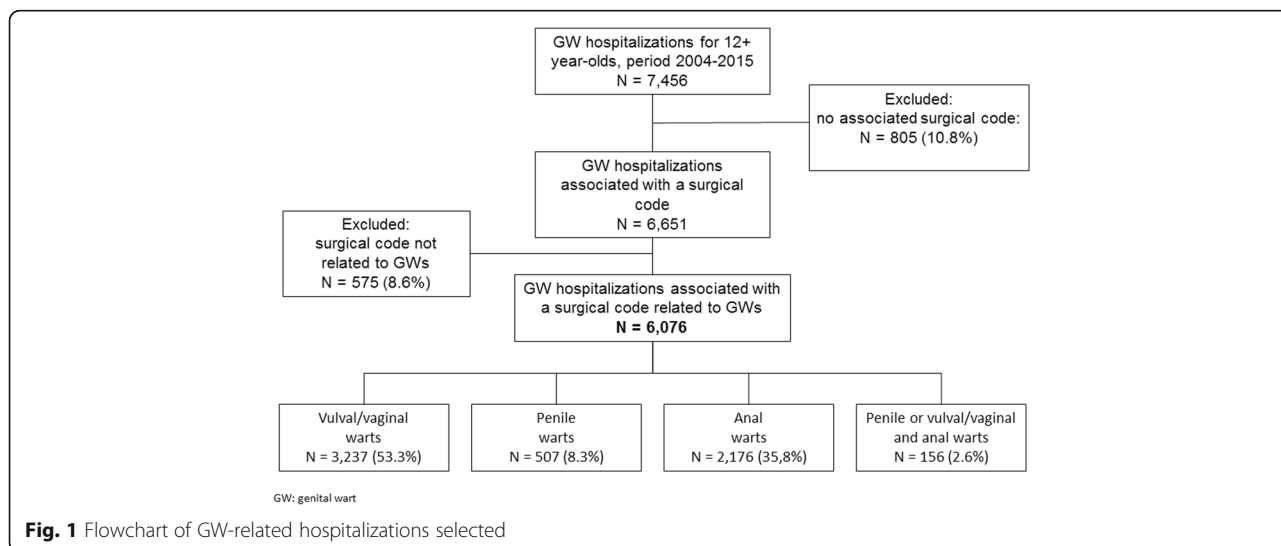 GW hospitalizations for 12+
year-olds, period 2004-2015
N = 7,456
Excluded:
no associated surgical code:
N = 805 (10.8%)
GW hospitalizations
associated with a surgical
code
N = 6,651
Excluded:
surgical code not
related to GWs
N = 575 (8.6%)
GW hospitalizations associated with
a surgical code related to GWs
N = 6,076
Vulval/vaginal
warts
N = 3,237 (53.3%)
Penile
warts
N = 507 (8.3%)
Anal
warts
N = 2,176 (35,8%)
Penile or vulval/vaginal
and anal warts
N = 156 (2.6%)
GW: genital wart
Fig. 1 Flowchart of GW-related hospitalizations selected